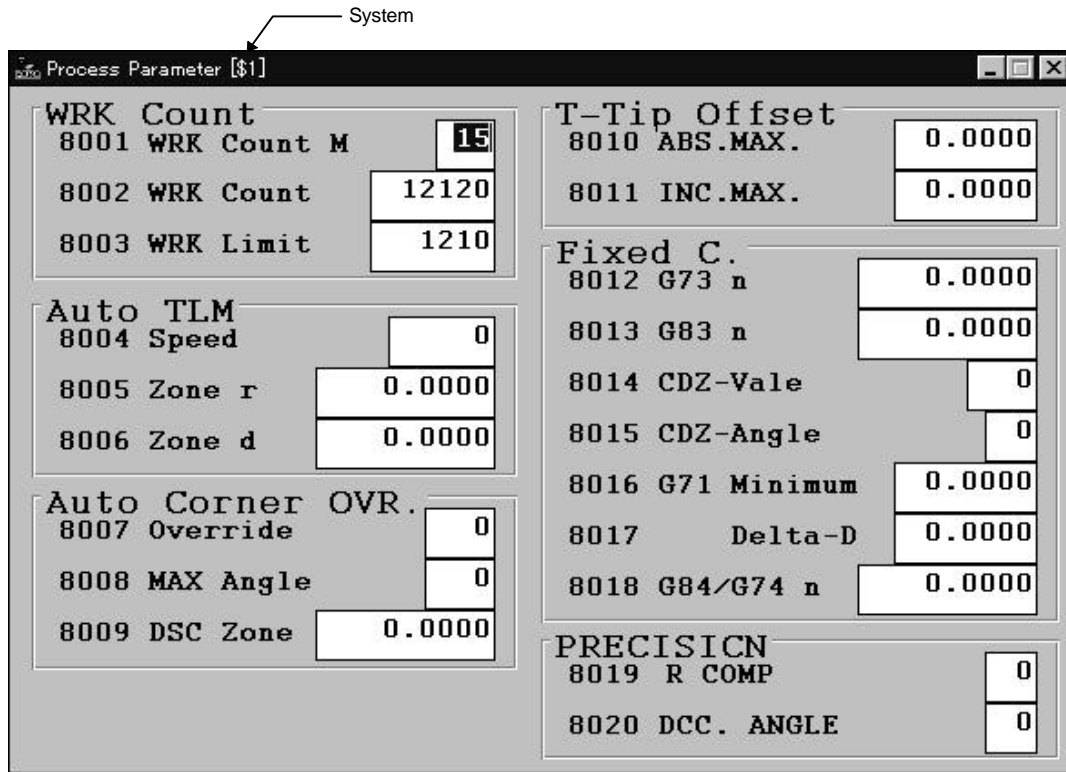 System
Process Parameter [$1]
WRK Count
8001 WRK Count M 15
8002 WRK Count 12120
8003 WRK Limit 1210
Auto TLM
8004 Speed 0
8005 Zone r 0.0000
8006 Zone d 0.0000
Auto Corner OVR.
8007 Override 0
8008 MAX Angle 0
8009 DSC Zone 0.0000
T-Tip Offset
8010 ABS.MAX. 0.0000
8011 INC.MAX. 0.0000
Fixed C.
8012 G73 n 0.0000
8013 G83 n 0.0000
8014 CDZ-Vale 0
8015 CDZ-Angle 0
8016 G71 Minimum 0.0000
8017 Delta-D 0.0000
8018 G84/G74 n 0.0000
PRECISICN
8019 R COMP 0
8020 DCC. ANGLE 0